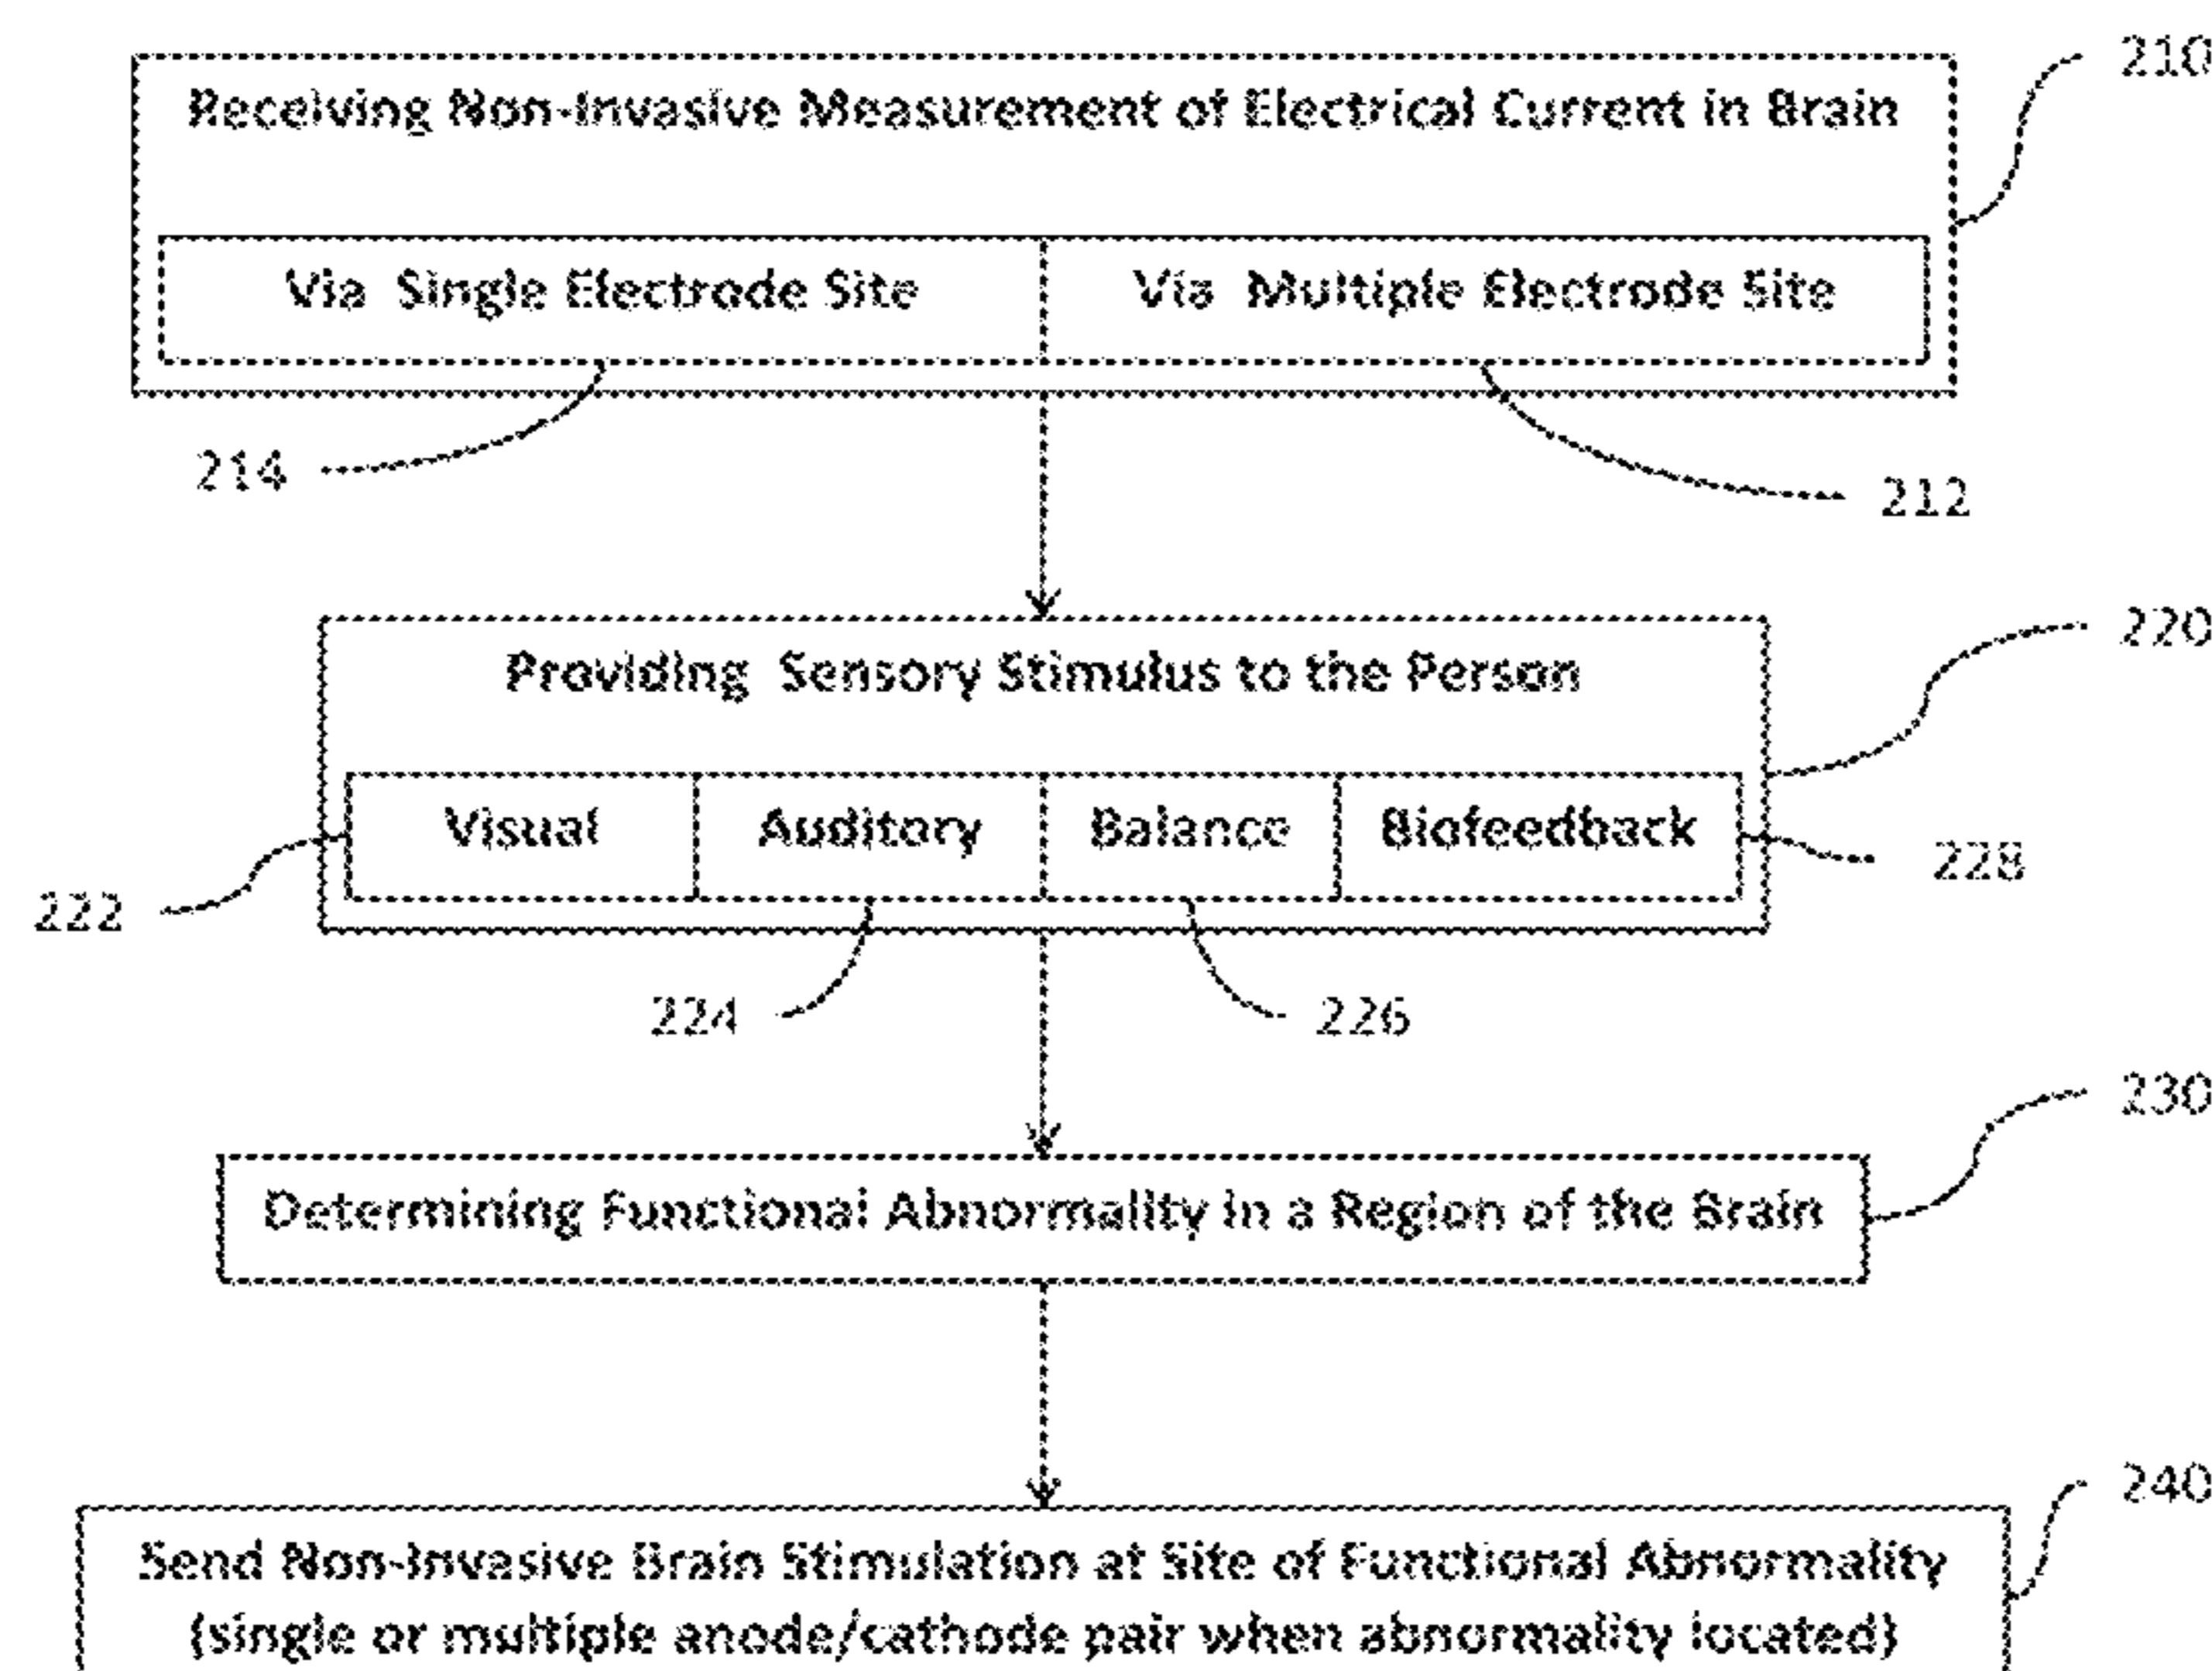 210
Receiving Non-Invasive Measurement of Electrical Current in Brain
Via Single Electrode Site
Via Multiple Electrode Site
214
212
220
Providing Sensory Stimulus to the Person
Visual
Auditory
Balance
Biofeedback
222
228
224
226
230
Determining Functional Abnormality in a Region of the Brain
240
Send Non-Invasive Brain Stimulation at Site of Functional Abnormality
(single or multiple anode/cathode pair when abnormality located)